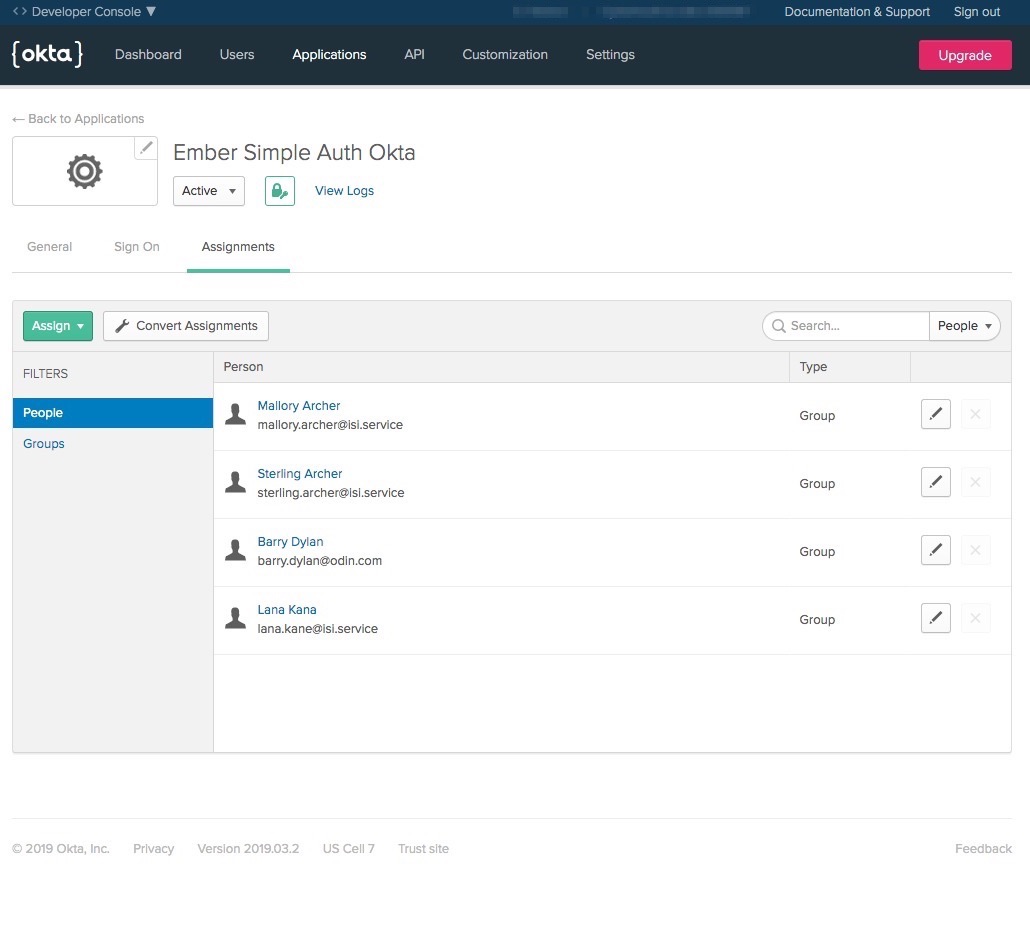 <> Developer Console ▼ Documentation & Support Sign out
{okta} Dashboard Users Applications API Customization Settings Upgrade
← Back to Applications
Ember Simple Auth Okta
Active ▼ View Logs
General Sign On Assignments
Assign ▼ Convert Assignments Search... People ▼
FILTERS Person Type
People
Groups
Mallory Archer
mallory.archer@isi.service Group
Sterling Archer
sterling.archer@isi.service Group
Barry Dylan
barry.dylan@odin.com Group
Lana Kana
lana.kane@isi.service Group
© 2019 Okta, Inc. Privacy Version 2019.03.2 US Cell 7 Trust site Feedback